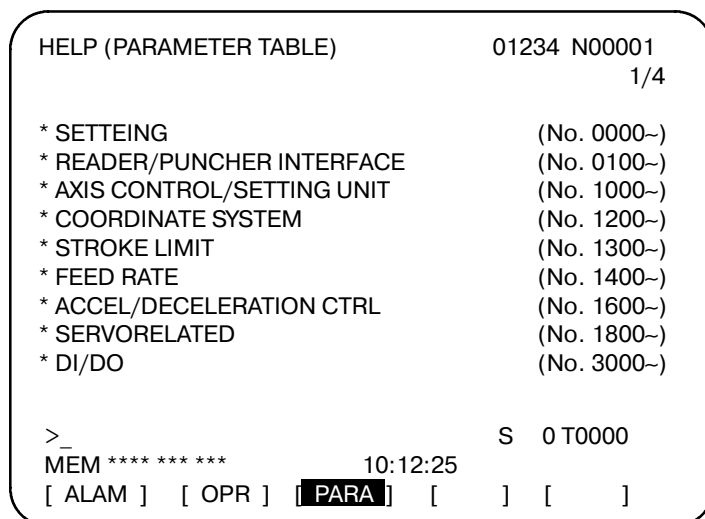 HELP (PARAMETER TABLE) 01234 N00001
1/4
* SETTEING (No. 0000~)
* READER/PUNCHER INTERFACE (No. 0100~)
* AXIS CONTROL/SETTING UNIT (No. 1000~)
* COORDINATE SYSTEM (No. 1200~)
* STROKE LIMIT (No. 1300~)
* FEED RATE (No. 1400~)
* ACCEL/DECELERATION CTRL (No. 1600~)
* SERVORELATED (No. 1800~)
* DI/DO (No. 3000~)
>_ S 0 T0000
MEM **** *** *** 10:12:25
[ ALAM ] [ OPR ] [ PARA ] [ ] [ ]